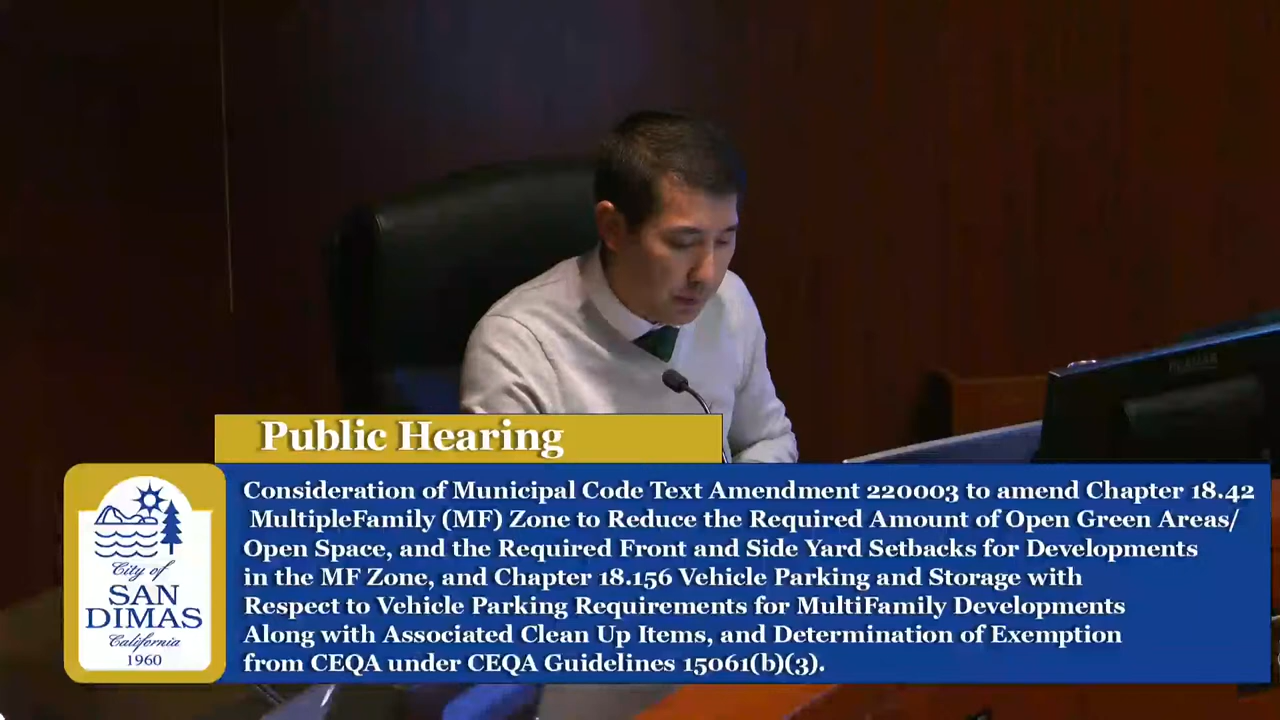 Public Hearing
Consideration of Municipal Code Text Amendment 220003 to amend Chapter 18.42
MultipleFamily (MF) Zone to Reduce the Required Amount of Open Green Areas/
Open Space, and the Required Front and Side Yard Setbacks for Developments
in the MF Zone, and Chapter 18.156 Vehicle Parking and Storage with
Respect to Vehicle Parking Requirements for MultiFamily Developments
Along with Associated Clean Up Items, and Determination of Exemption
from CEQA under CEQA Guidelines 15061(b)(3).
City of
SAN
DIMAS
California
1960